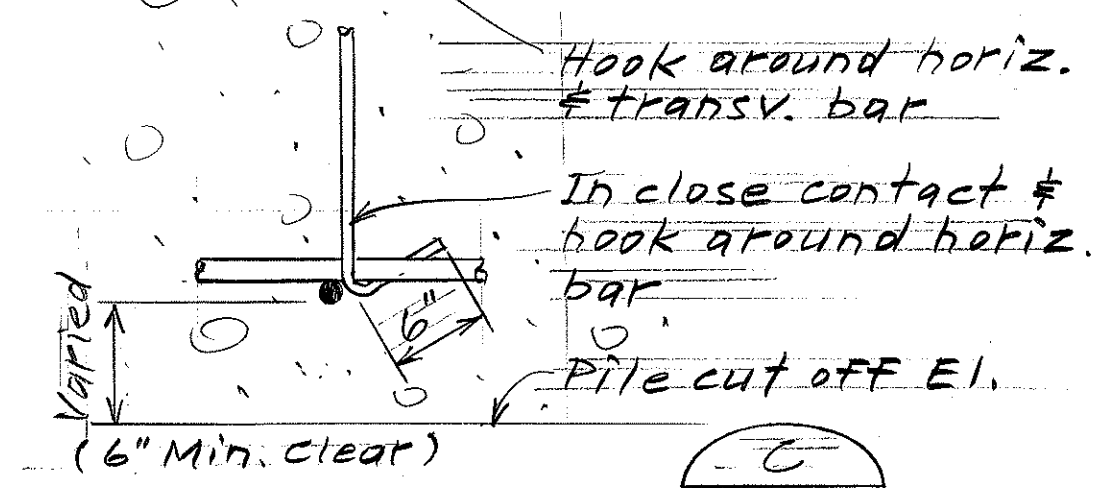 Hook around horiz.
& transv. bar
In close contact &
hook around horiz.
bar
6"
Varied
Pile cut off El.
(6" Min. Clear)
C